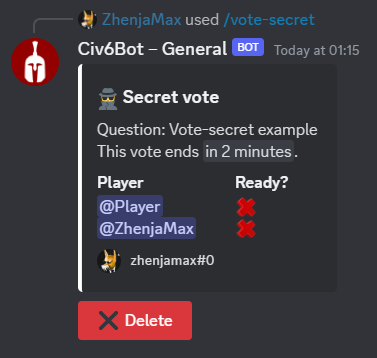 ZhenjaMax used /vote-secret
Civ6Bot – General BOT Today at 01:15
Secret vote
Question: Vote-secret example
This vote ends in 2 minutes.
Player Ready?
@Player
@ZhenjaMax
zhenjamax#0
Delete